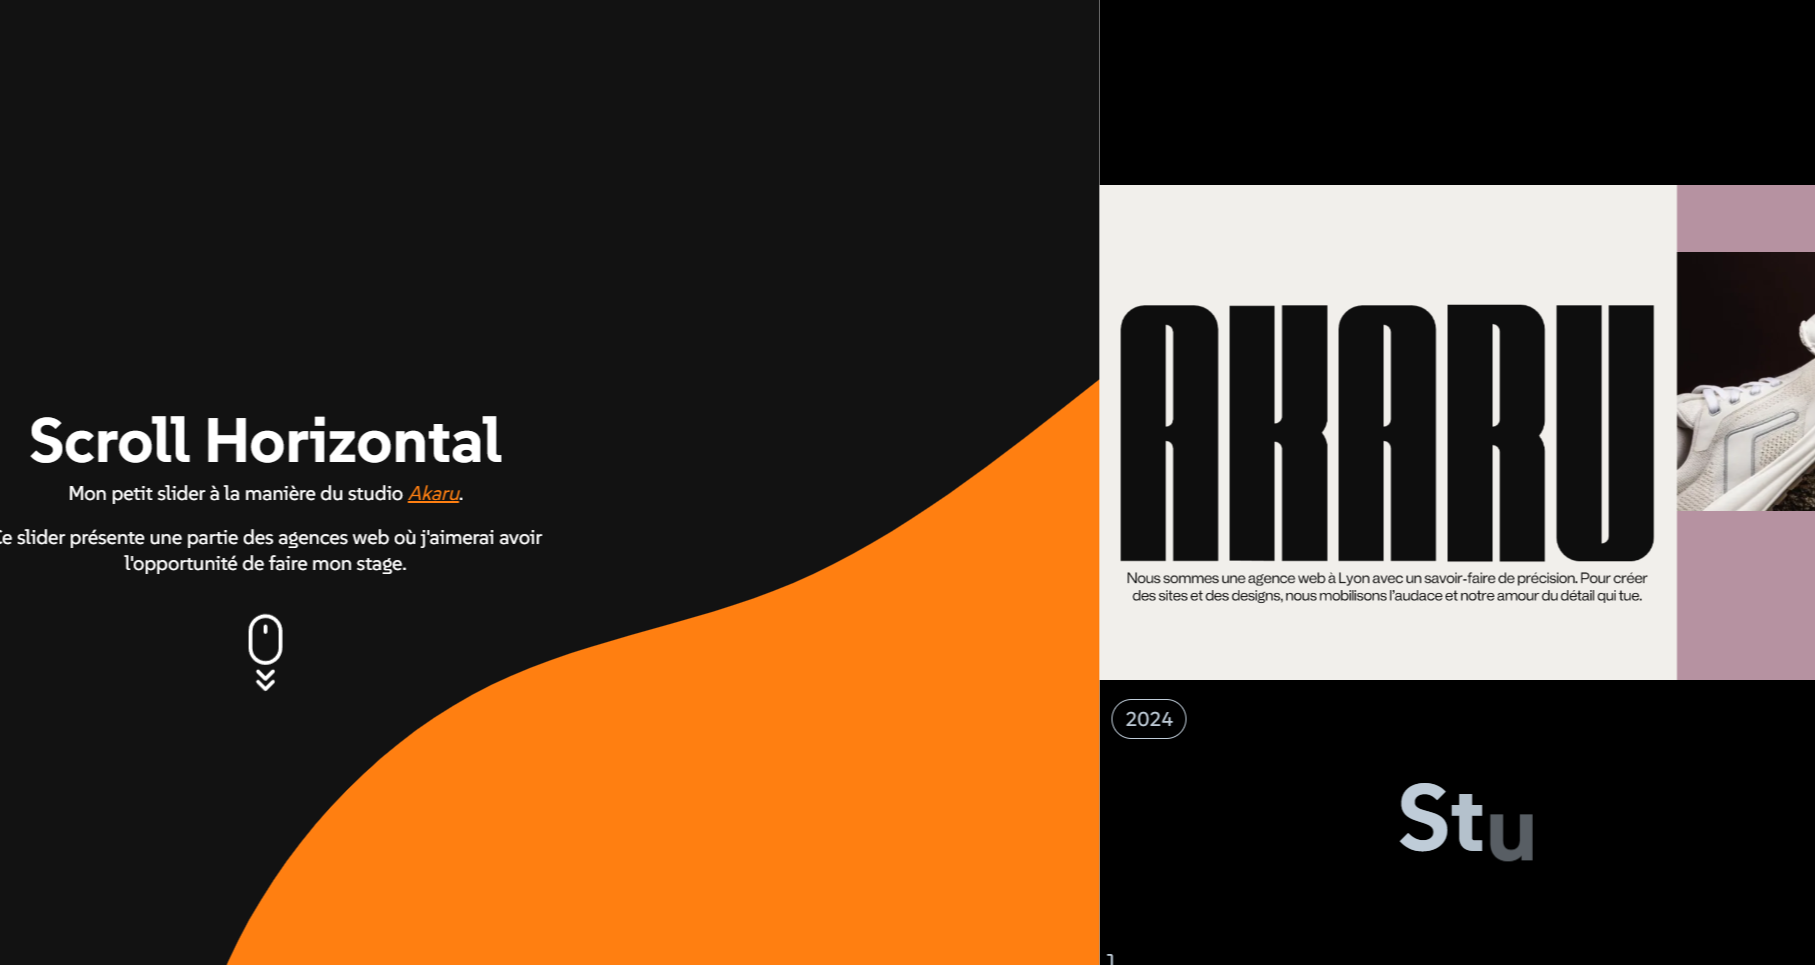 Scroll Horizontal
Mon petit slider à la manière du studio Akaru.
Ce slider présente une partie des agences web où j'aimerai avoir
l'opportunité de faire mon stage.
AKARU
Nous sommes une agence web à Lyon avec un savoir-faire de précision. Pour créer
des sites et des designs, nous mobilisons l'audace et notre amour du détail qui tue.
2024
Stu